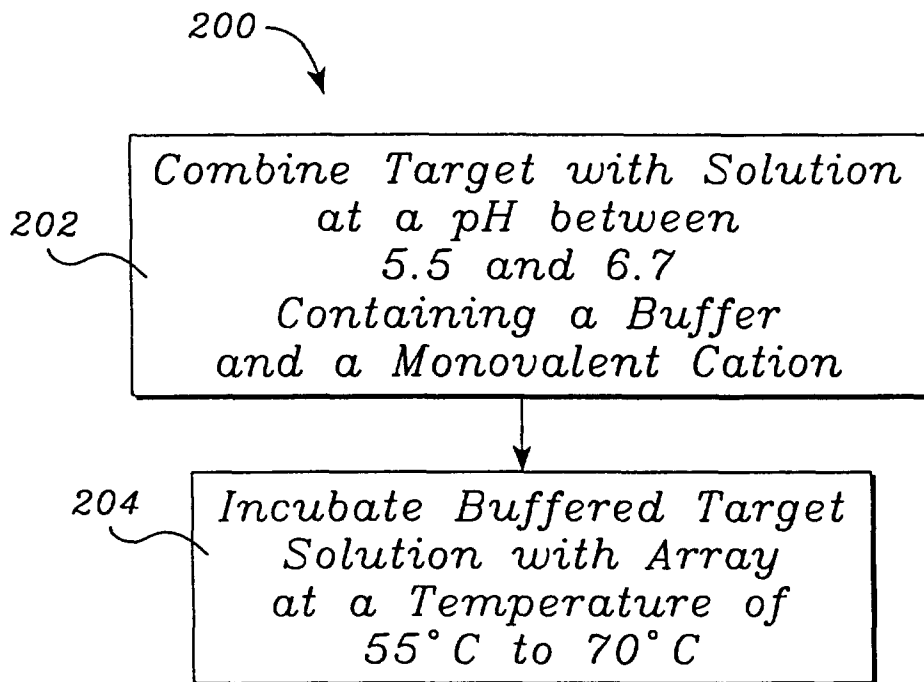 200
Combine Target with Solution
at a pH between
202
5.5 and 6.7
Containing a Buffer
and a Monovalent Cation
204
Incubate Buffered Target
Solution with Array
at a Temperature of
55°C to 70°C